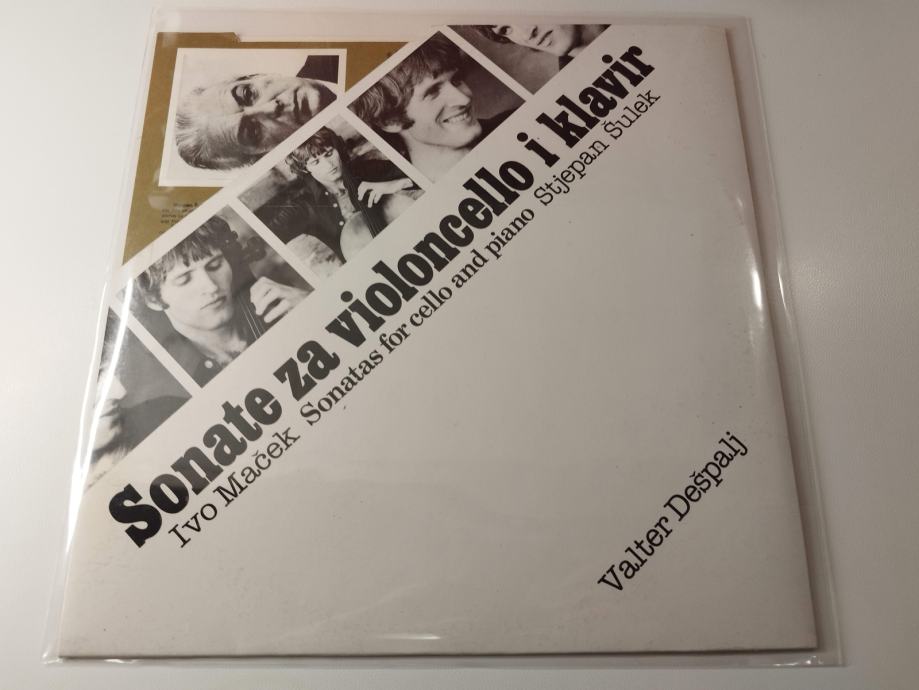 Sonate za violoncello i klavir
Ivo Maček Sonatas for cello and piano Stjepan Šulek
Valter Dešpalj